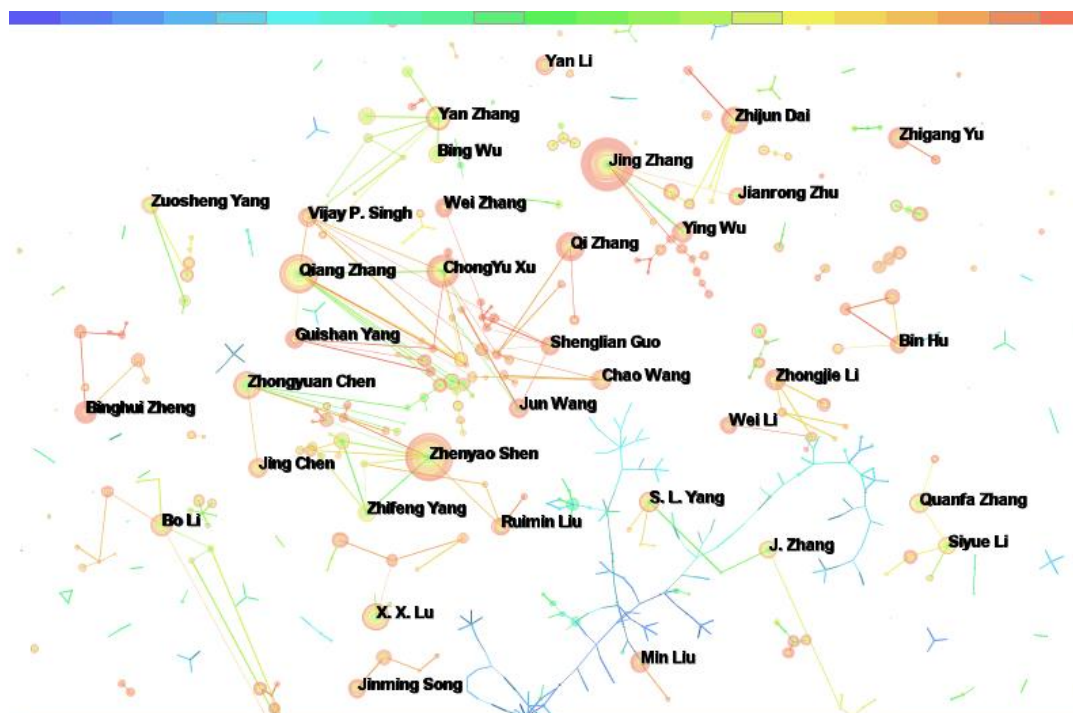 Yan Li
Yan Zhang
Zhijun Dai
Zhigang Yu
Bing Wu
Jing Zhang
Jianrong Zhu
Zuosheng Yang
Wei Zhang
Vijay P. Singh
Ying Wu
Qi Zhang
Qiang Zhang
ChongYu Xu
Guishan Yang
Shenglian Guo
Bin Hu
Zhongyuan Chen
Chao Wang
Zhongjie Li
Binghui Zheng
Jun Wang
Wei Li
Jing Chen
Zhenyao Shen
Zhifeng Yang
S. L. Yang
Quanfa Zhang
Bo Li
Ruimin Liu
J. Zhang
Siyue Li
X. X. Lu
Min Liu
Jinming Song